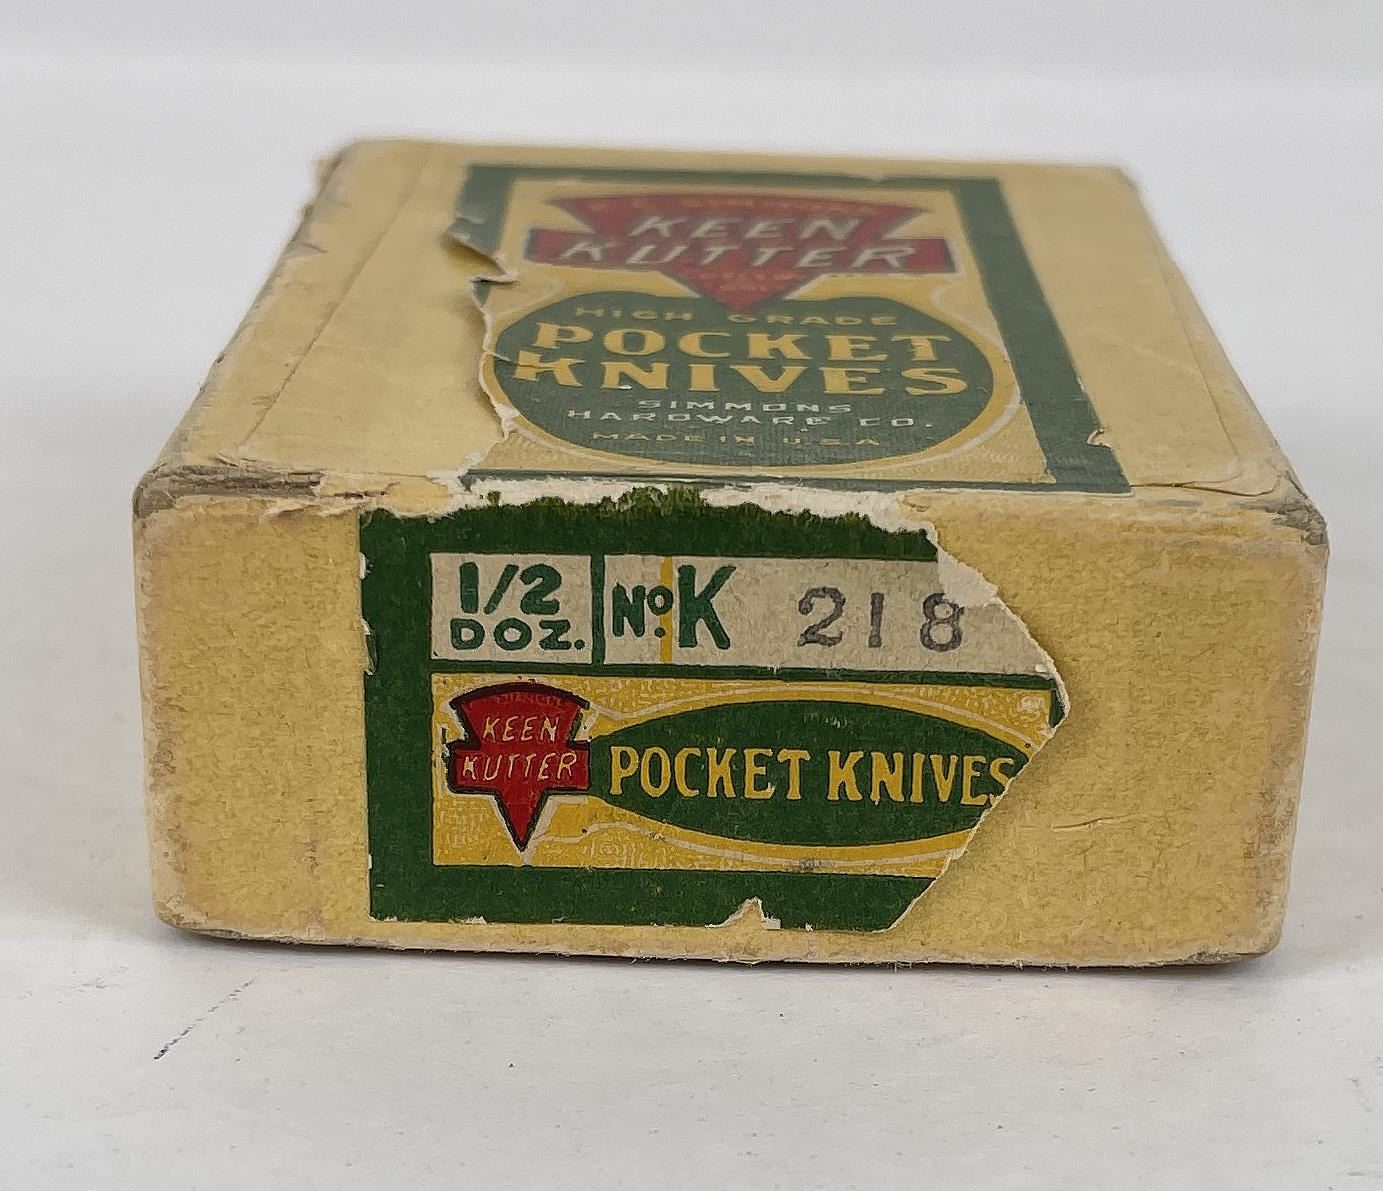 KEEN
KUTTER
HIGH GRADE
POCKET
KNIVES
SIMMONS
HARDWARE CO.
MADE IN U.S.A
1/2
DOZ.
No. K 218
KEEN
KUTTER
POCKET KNIVES